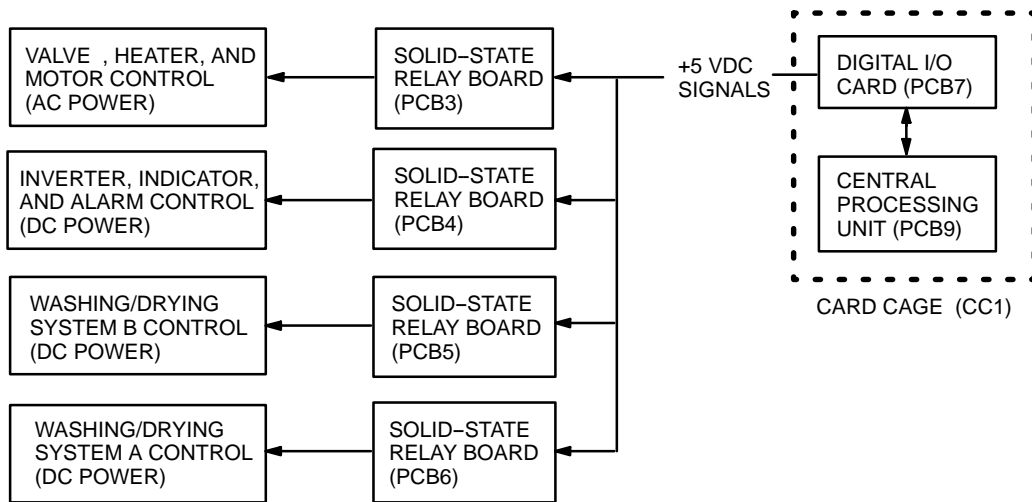 VALVE , HEATER, AND
MOTOR CONTROL
(AC POWER)
SOLID–STATE
RELAY BOARD
(PCB3)
+5 VDC
SIGNALS
DIGITAL I/O
CARD (PCB7)
INVERTER, INDICATOR,
AND ALARM CONTROL
(DC POWER)
SOLID–STATE
RELAY BOARD
(PCB4)
CENTRAL
PROCESSING
UNIT (PCB9)
CARD CAGE (CC1)
WASHING/DRYING
SYSTEM B CONTROL
(DC POWER)
SOLID–STATE
RELAY BOARD
(PCB5)
WASHING/DRYING
SYSTEM A CONTROL
(DC POWER)
SOLID–STATE
RELAY BOARD
(PCB6)